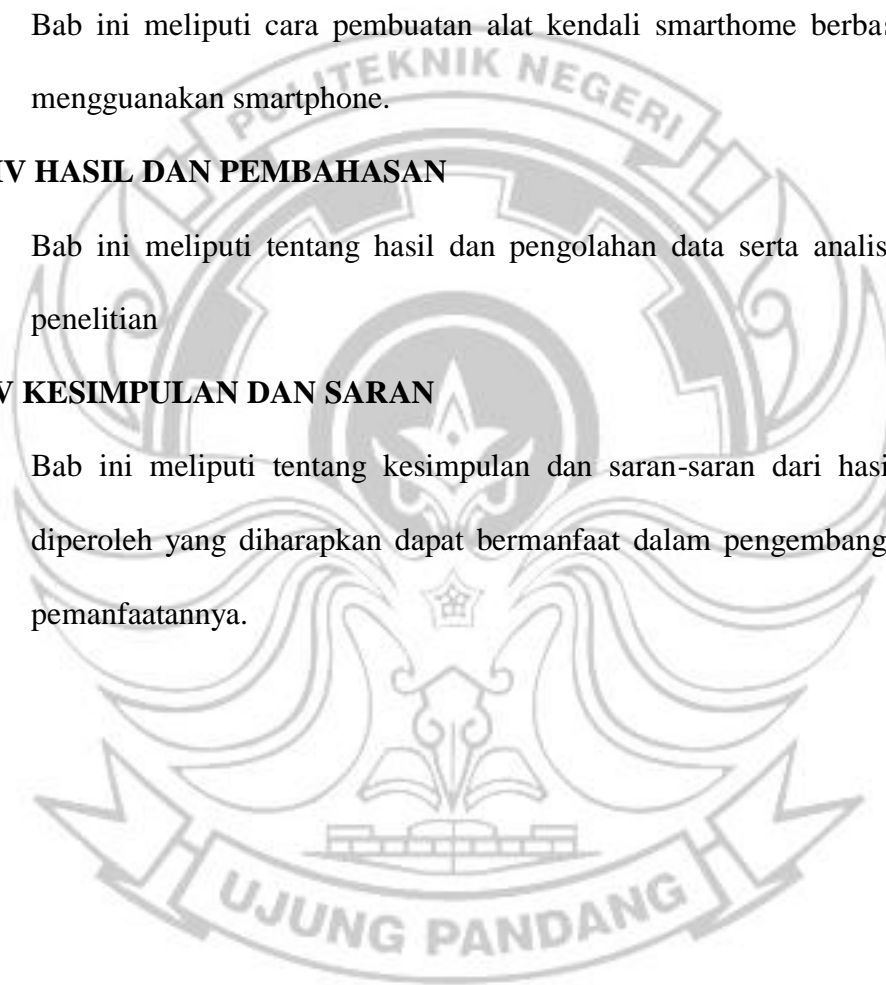 Bab ini meliputi cara pembuatan alat kendali smarthome
mengguanakan smartphone.
IV HASIL DAN PEMBAHASAN
Bab ini meliputi tentang hasil dan pengolahan data serta analis
penelitian
V KESIMPULAN DAN SARAN
Bab ini meliputi tentang kesimpulan dan saran-saran dari hasi
diperoleh yang diharapkan dapat bermanfaat dalam pengembang
pemanfaatannya.
POLITEKNIK NEGERI
UJUNG PANDANG